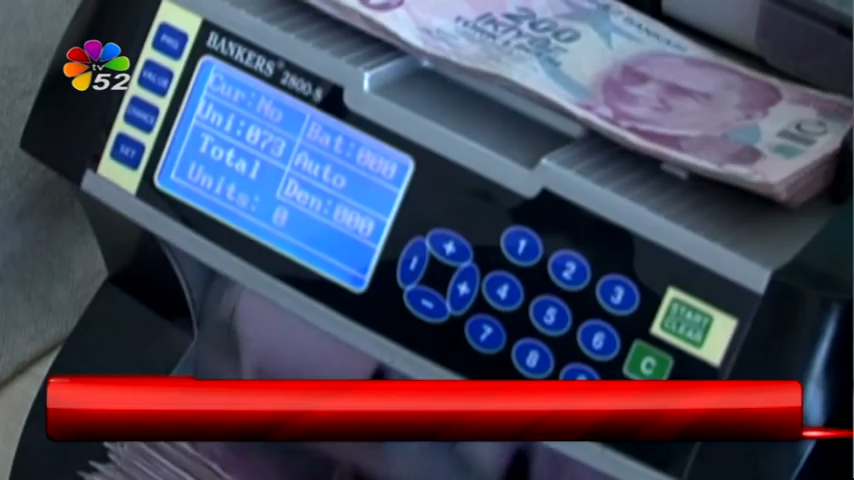 tv
52
PRG
VALUE
SET
BANKERS 2800-S
Cur:No
Bat:000
Uni:073
Auto
Total
Units: 0
Den:000
200
1
2
3
4
5
6
7
8
START
CLEAR
C